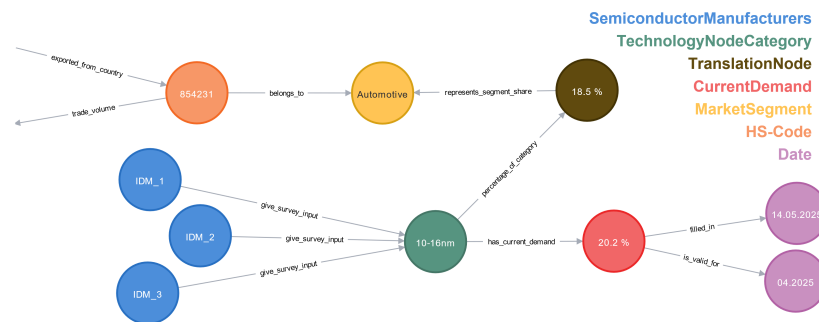 SemiconductorManufacturers
TechnologyNodeCategory
TranslationNode
CurrentDemand
MarketSegment
HS-Code
Date
exported_from_country
trade_volume
854231
belongs_to
Automotive
represents_segment_share
18.5 %
percentage_of_category
IDM_1
IDM_2
IDM_3
give_survey_input
give_survey_input
give_survey_input
10-16nm
has_current_demand
20.2 %
filled_in
is_valid_for
14.05.2025
04.2025